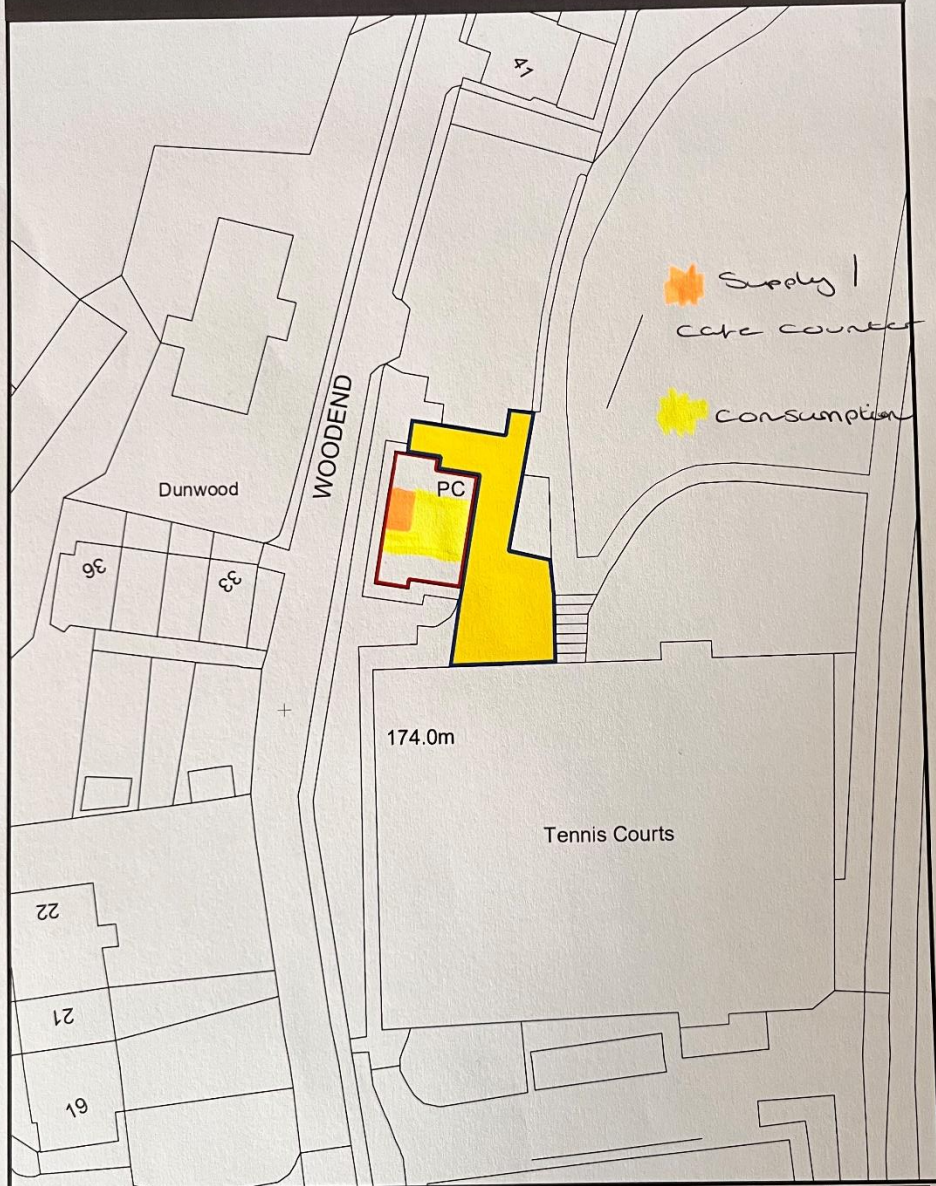 41
Supply /
cafe counter
WOODEND
consumption
Dunwood
PC
36
33
174.0m
Tennis Courts
22
21
19